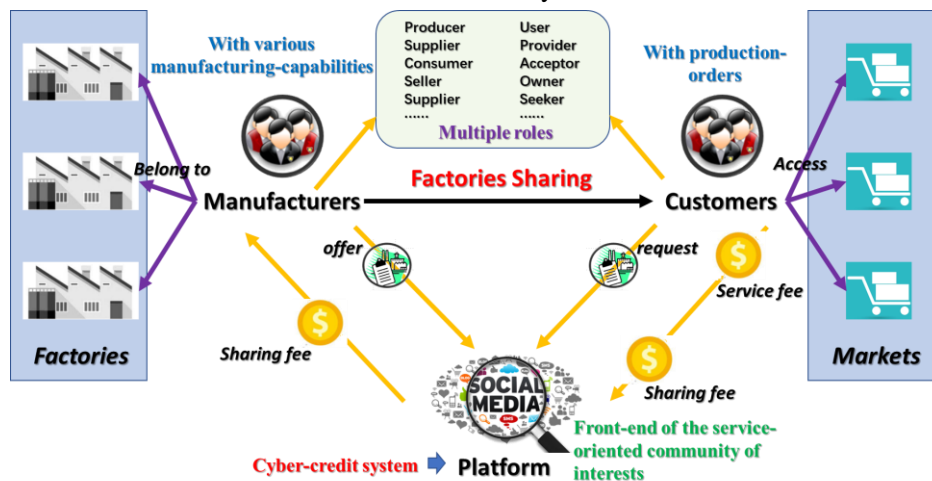 Producer User
Supplier Provider
Consumer Acceptor
Seller Owner
Supplier Seeker
...... ......
Multiple roles
With various
manufacturing-capabilities
With production-
orders
Belong to
Access
Manufacturers
Factories Sharing
Customers
offer
request
Service fee
Sharing fee
Sharing fee
Factories
Markets
SOCIAL
MEDIA
Front-end of the service-
oriented community of
interests
Cyber-credit system
Platform